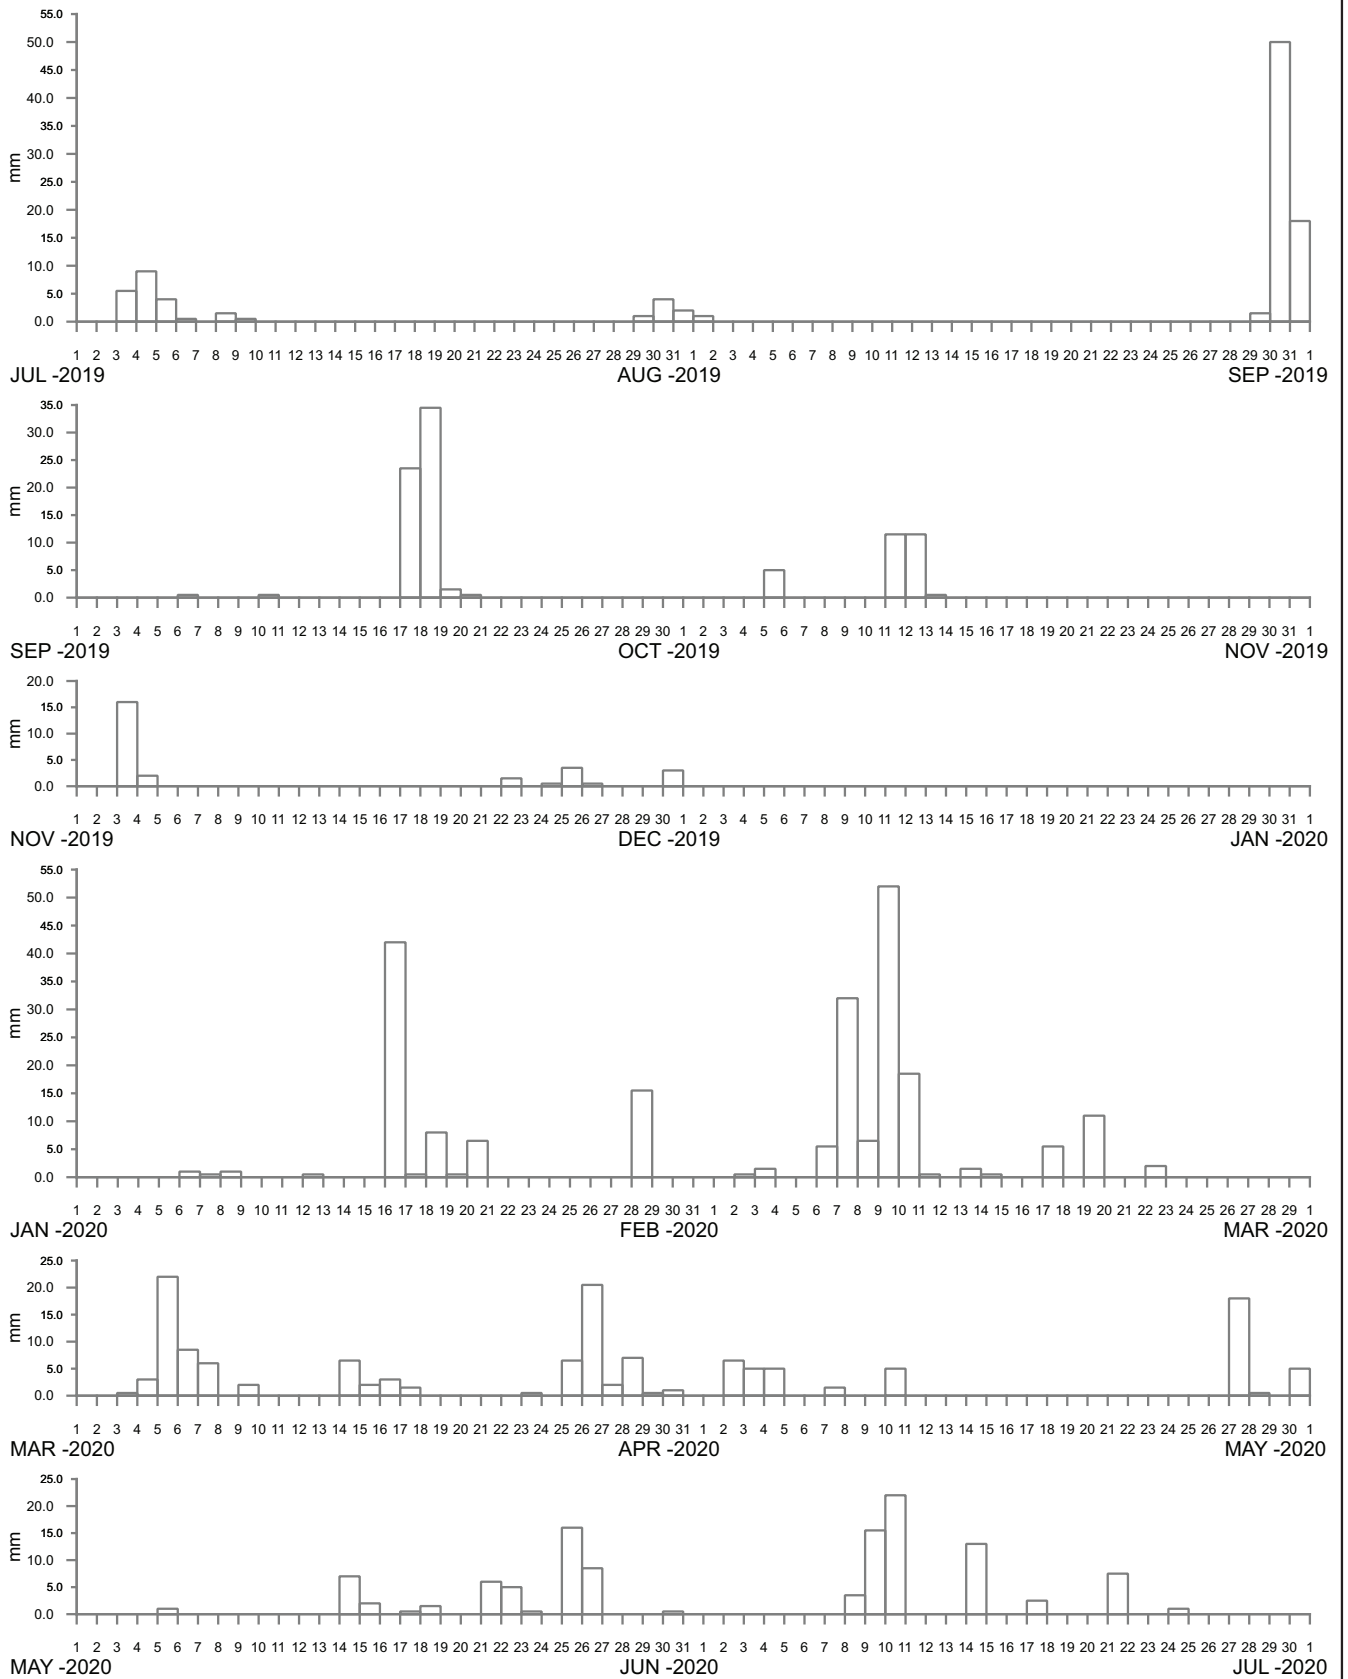 55.0
50.0
45.0
40.0
35.0
30.0
25.0
20.0
15.0
10.0
5.0
0.0
mm
1 2 3 4 5 6 7 8 9 10 11 12 13 14 15 16 17 18 19 20 21 22 23 24 25 26 27 28 29 30 31 1 2 3 4 5 6 7 8 9 10 11 12 13 14 15 16 17 18 19 20 21 22 23 24 25 26 27 28 29 30 31 1
JUL -2019 AUG -2019 SEP -2019
35.0
30.0
25.0
20.0
15.0
10.0
5.0
0.0
mm
1 2 3 4 5 6 7 8 9 10 11 12 13 14 15 16 17 18 19 20 21 22 23 24 25 26 27 28 29 30 1 2 3 4 5 6 7 8 9 10 11 12 13 14 15 16 17 18 19 20 21 22 23 24 25 26 27 28 29 30 31 1
SEP -2019 OCT -2019 NOV -2019
20.0
15.0
10.0
5.0
0.0
mm
1 2 3 4 5 6 7 8 9 10 11 12 13 14 15 16 17 18 19 20 21 22 23 24 25 26 27 28 29 30 1 2 3 4 5 6 7 8 9 10 11 12 13 14 15 16 17 18 19 20 21 22 23 24 25 26 27 28 29 30 31 1
NOV -2019 DEC -2019 JAN -2020
55.0
50.0
45.0
40.0
35.0
30.0
25.0
20.0
15.0
10.0
5.0
0.0
mm
1 2 3 4 5 6 7 8 9 10 11 12 13 14 15 16 17 18 19 20 21 22 23 24 25 26 27 28 29 30 31 1 2 3 4 5 6 7 8 9 10 11 12 13 14 15 16 17 18 19 20 21 22 23 24 25 26 27 28 29 1
JAN -2020 FEB -2020 MAR -2020
25.0
20.0
15.0
10.0
5.0
0.0
mm
1 2 3 4 5 6 7 8 9 10 11 12 13 14 15 16 17 18 19 20 21 22 23 24 25 26 27 28 29 30 31 1 2 3 4 5 6 7 8 9 10 11 12 13 14 15 16 17 18 19 20 21 22 23 24 25 26 27 28 29 30 1
MAR -2020 APR -2020 MAY -2020
25.0
20.0
15.0
10.0
5.0
0.0
mm
1 2 3 4 5 6 7 8 9 10 11 12 13 14 15 16 17 18 19 20 21 22 23 24 25 26 27 28 29 30 31 1 2 3 4 5 6 7 8 9 10 11 12 13 14 15 16 17 18 19 20 21 22 23 24 25 26 27 28 29 30 1
MAY -2020 JUN -2020 JUL -2020